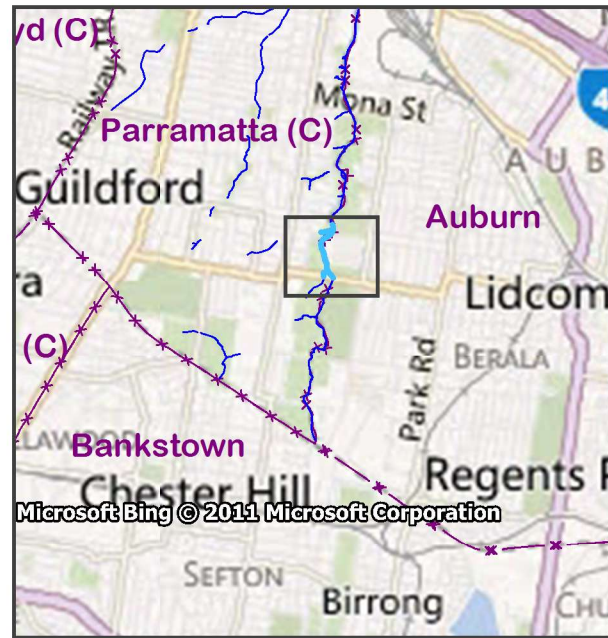 yd (C)
Railway
Mona St
Parramatta (C)
4
A U B
Guildford
Auburn
ra
Lidcom
(C)
BERALA
Park Rd
LAWOOD
Bankstown
Regents P
Chester Hill
Microsoft Bing © 2011 Microsoft Corporation
SEFTON
Birrong
CHU